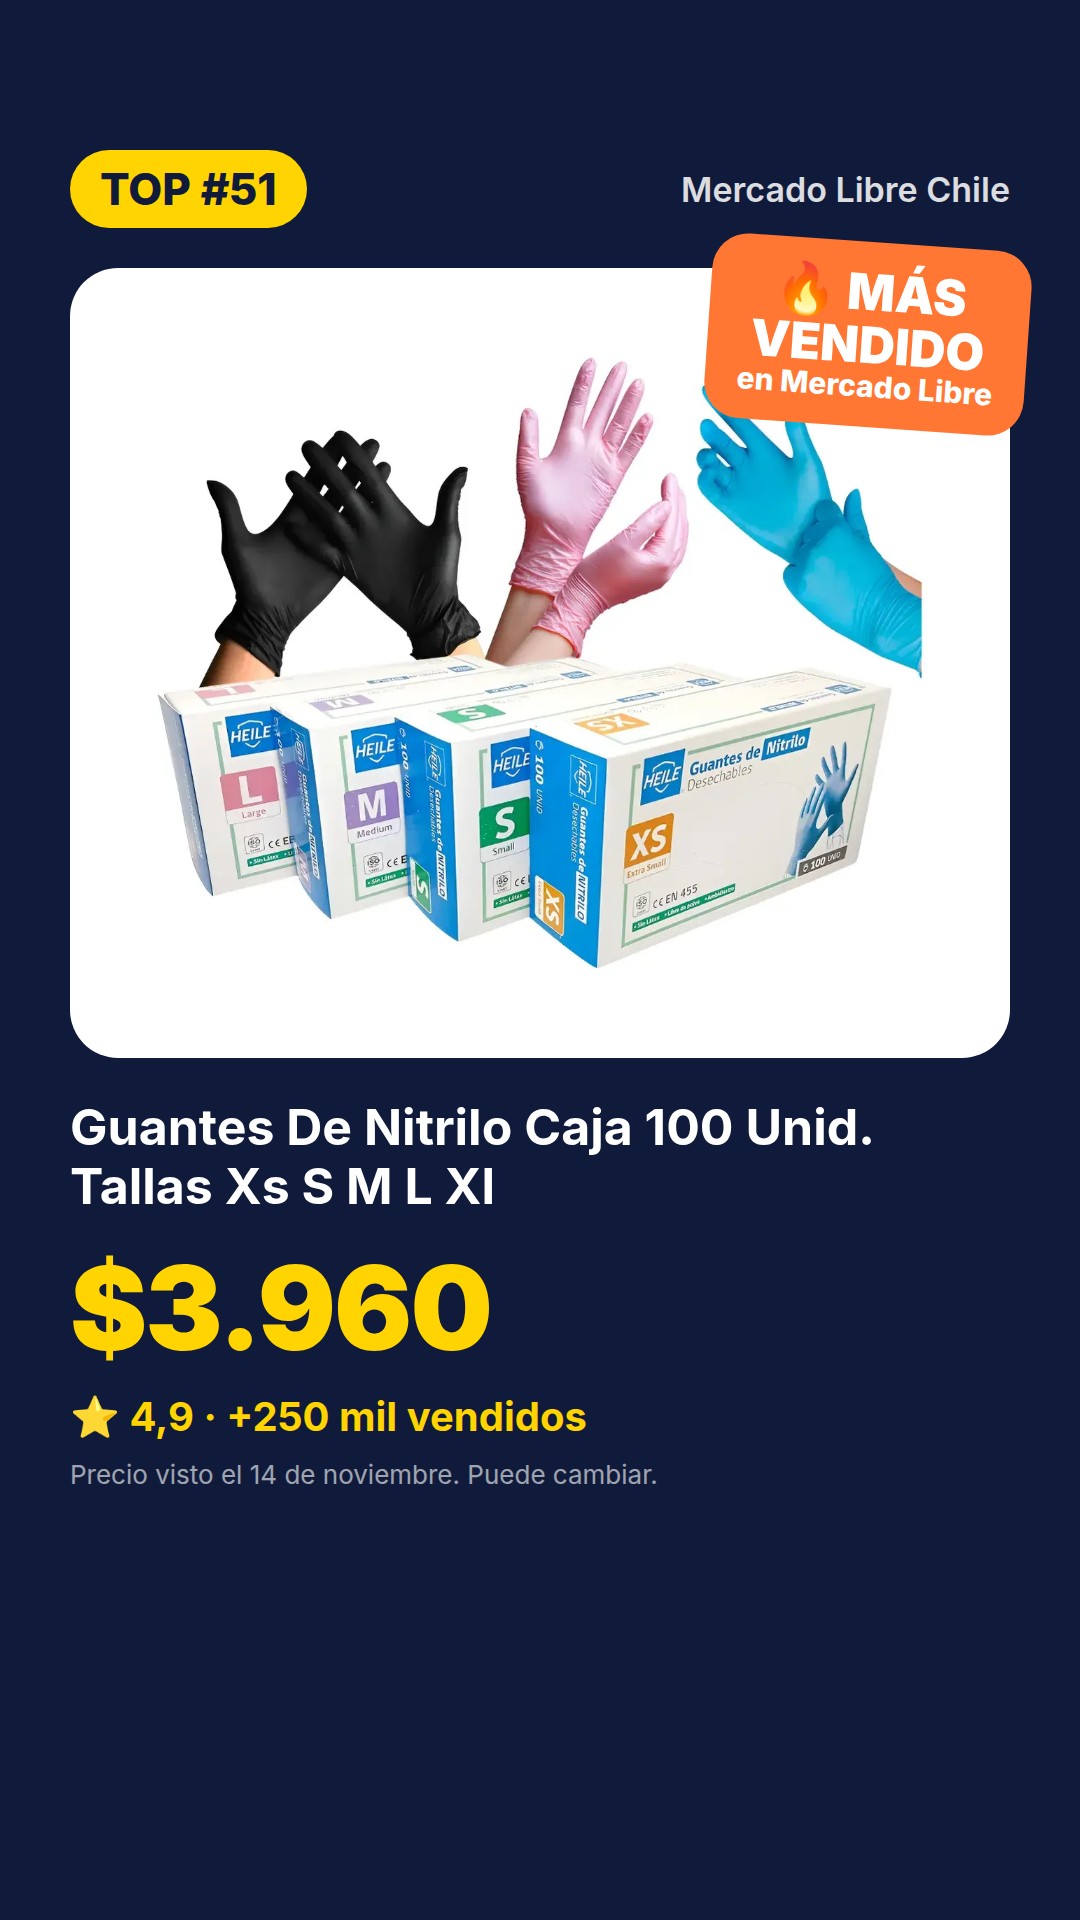 TOP #51
Mercado Libre Chile
🔥 MÁS
VENDIDO
en Mercado Libre
HEILE
L
Large
HEILE
M
Medium
HEILE
S
Small
HEILE
Guantes de Nitrilo
Desechables
XS
Extra Small
CE EN 455
100 UNID
Guantes De Nitrilo Caja 100 Unid.
Tallas Xs S M L Xl
$3.960
⭐ 4,9 · +250 mil vendidos
Precio visto el 14 de noviembre. Puede cambiar.